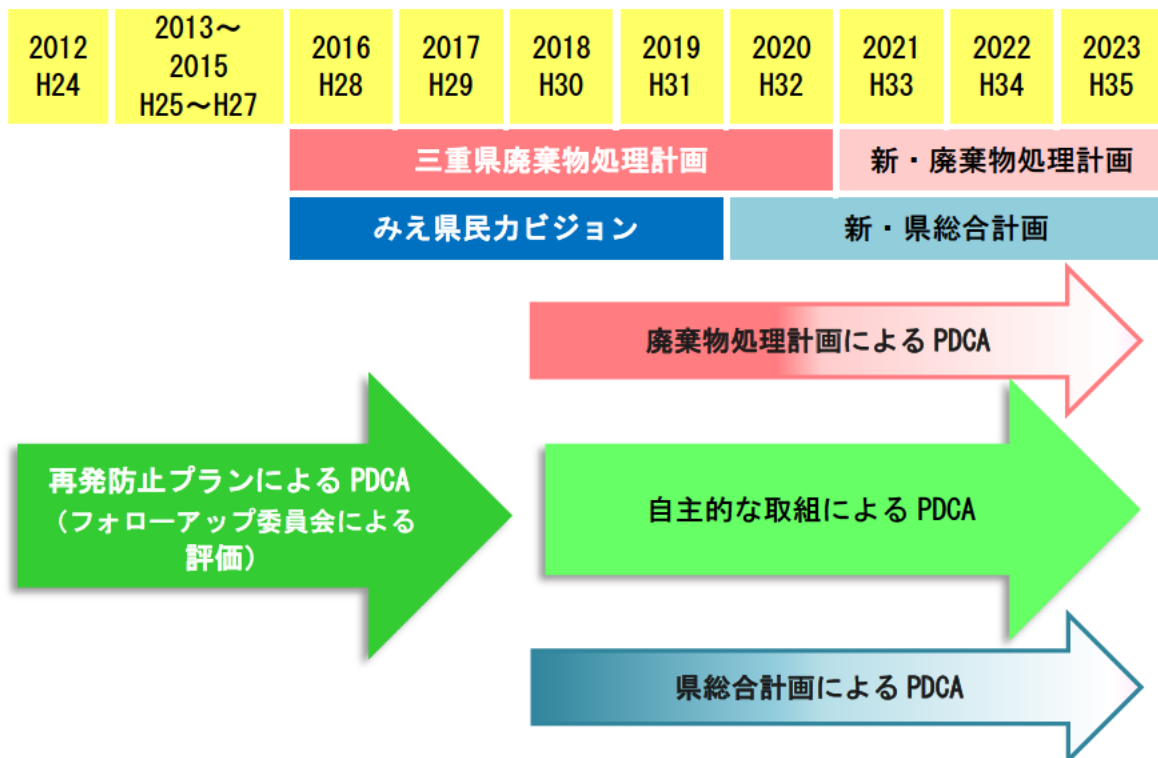 2012
H24
2013～
2015
H25～H27
2016
H28
2017
H29
2018
H30
2019
H31
2020
H32
2021
H33
2022
H34
2023
H35
三重県廃棄物処理計画
新・廃棄物処理計画
みえ県民力ビジョン
新・県総合計画
廃棄物処理計画による PDCA
再発防止プランによる PDCA
（フォローアップ委員会による
評価）
自主的な取組による PDCA
県総合計画による PDCA